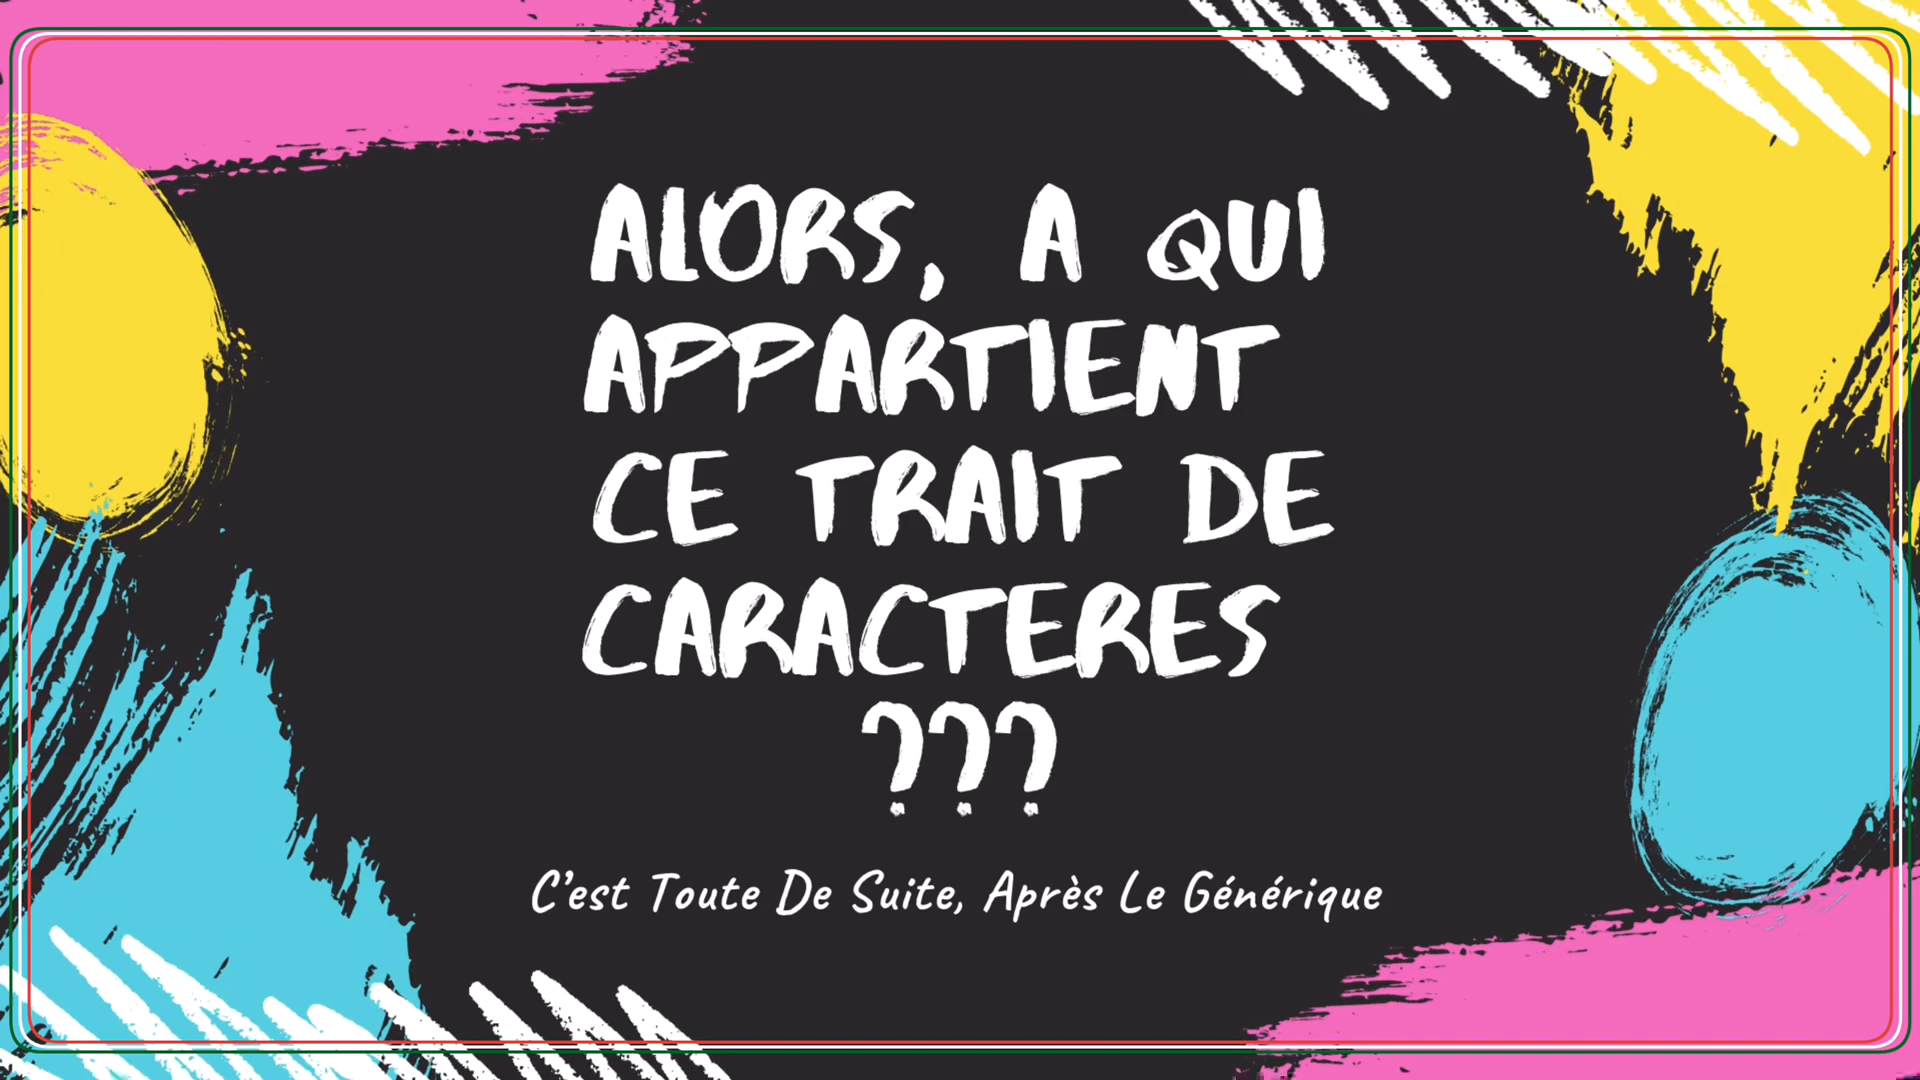 ALORS, A QUI
APPARTIENT
CE TRAIT DE
CARACTERES
???
C'est Toute De Suite, Après Le Générique